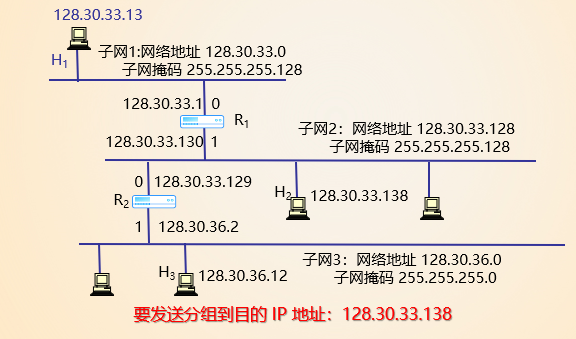 128.30.33.13
H1
子网1:网络地址 128.30.33.0
子网掩码 255.255.255.128
128.30.33.1 0
R1
128.30.33.130 1
子网2：网络地址 128.30.33.128
子网掩码 255.255.255.128
0 128.30.33.129
H2 128.30.33.138
R2
1 128.30.36.2
H3 128.30.36.12
子网3：网络地址 128.30.36.0
子网掩码 255.255.255.0
要发送分组到目的 IP 地址：128.30.33.138